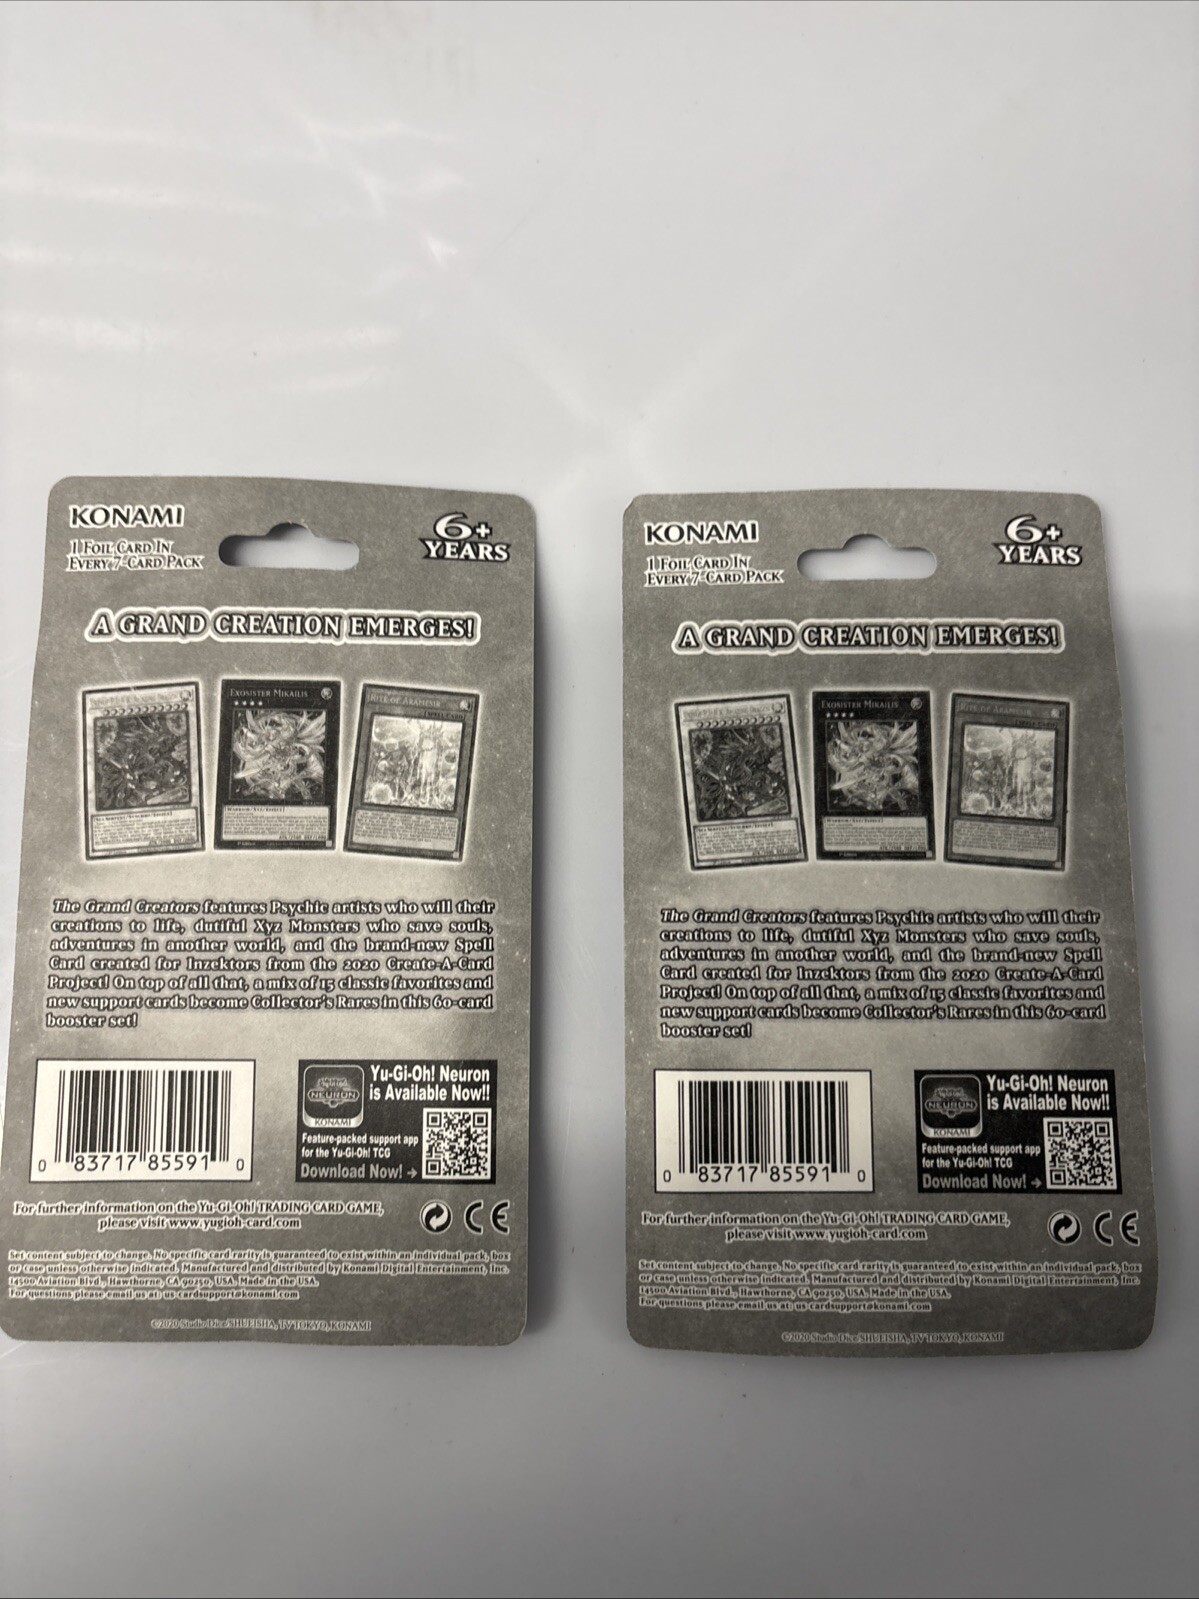 KONAMI
1 FOIL CARD IN
EVERY 7-CARD PACK
6+
YEARS
A GRAND CREATION EMERGES!
EXOSISTER MIKAILIS
RITE OF ARAMESIR
[SPELL CARD]
[WARRIOR/XYZ/EFFECT]
The Grand Creators features Psychic artists who will their
creations to life, dutiful Xyz Monsters who save souls,
adventures in another world, and the brand-new Spell
Card created for Inzektors from the 2020 Create-A-Card
Project! On top of all that, a mix of 15 classic favorites and
new support cards become Collector's Rares in this 60-card
booster set!
0 83717 85591 0
NEURON
KONAMI
Yu-Gi-Oh! Neuron
is Available Now!!
Feature-packed support app
for the Yu-Gi-Oh! TCG
Download Now! →
For further information on the Yu-Gi-Oh! TRADING CARD GAME,
please visit www.yugioh-card.com
CE
Set content subject to change. No specific card rarity is guaranteed to exist within an individual pack, box
or case unless otherwise indicated. Manufactured and distributed by Konami Digital Entertainment, Inc.
14500 Aviation Blvd., Hawthorne, CA 90250, USA. Made in the USA.
For questions please email us at: us-cardsupport@konami.com
©2020 Studio Dice/SHUEISHA, TV TOKYO, KONAMI
KONAMI
1 FOIL CARD IN
EVERY 7-CARD PACK
6+
YEARS
A GRAND CREATION EMERGES!
EXOSISTER MIKAILIS
RITE OF ARAMESIR
[SPELL CARD]
[WARRIOR/XYZ/EFFECT]
The Grand Creators features Psychic artists who will their
creations to life, dutiful Xyz Monsters who save souls,
adventures in another world, and the brand-new Spell
Card created for Inzektors from the 2020 Create-A-Card
Project! On top of all that, a mix of 15 classic favorites and
new support cards become Collector's Rares in this 60-card
booster set!
0 83717 85591 0
NEURON
KONAMI
Yu-Gi-Oh! Neuron
is Available Now!!
Feature-packed support app
for the Yu-Gi-Oh! TCG
Download Now! →
For further information on the Yu-Gi-Oh! TRADING CARD GAME,
please visit www.yugioh-card.com
CE
Set content subject to change. No specific card rarity is guaranteed to exist within an individual pack, box
or case unless otherwise indicated. Manufactured and distributed by Konami Digital Entertainment, Inc.
14500 Aviation Blvd., Hawthorne, CA 90250, USA. Made in the USA.
For questions please email us at: us-cardsupport@konami.com
©2020 Studio Dice/SHUEISHA, TV TOKYO, KONAMI